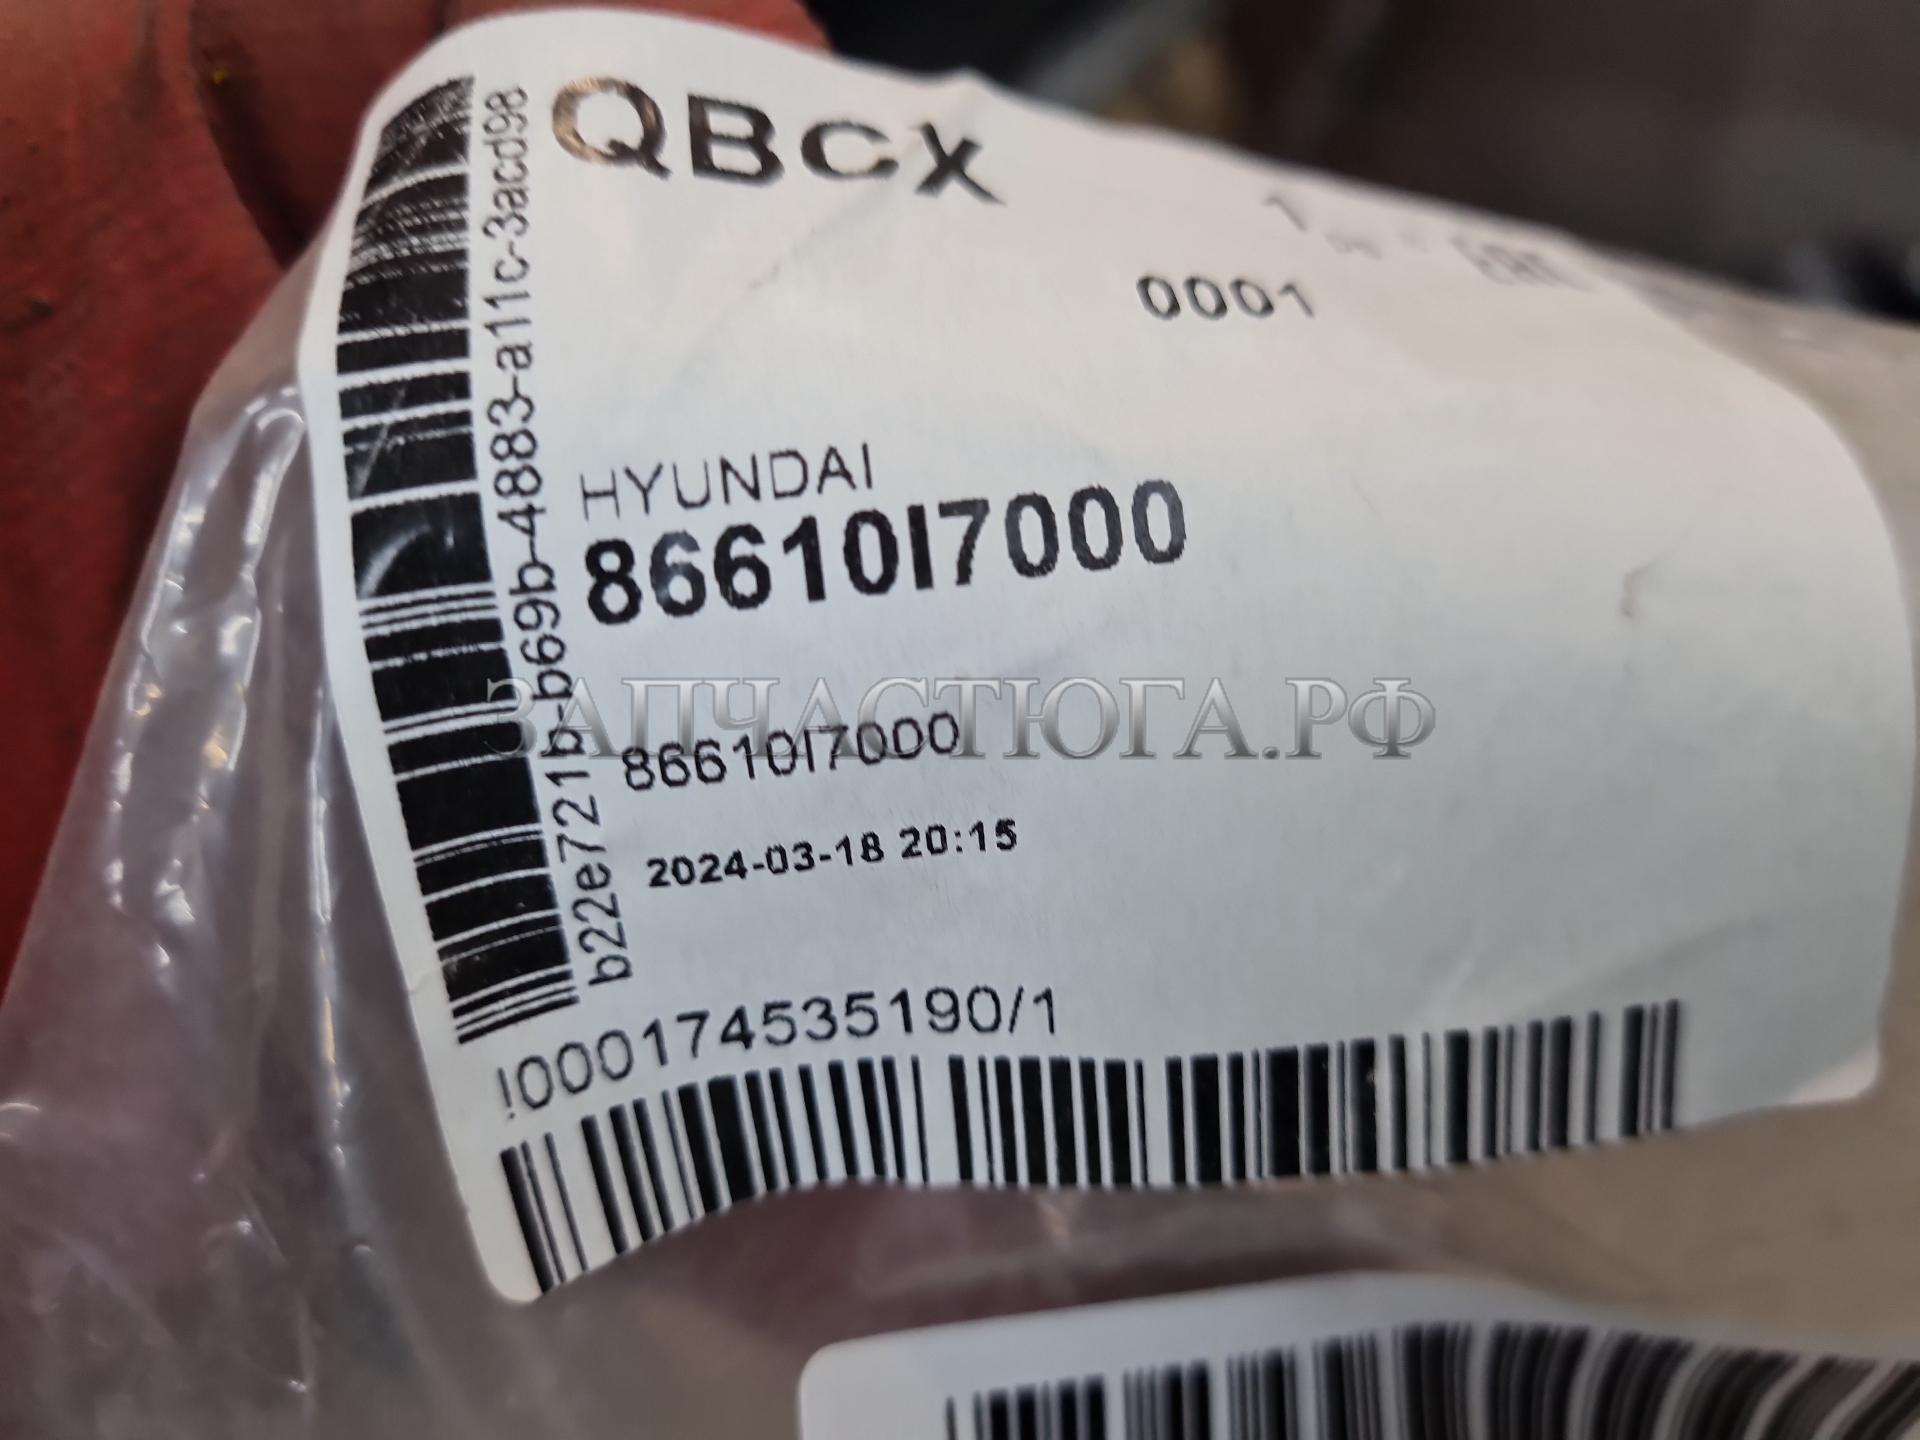 QBCX
0001
HYUNDAI
86610I7000
ЗАПЧАСТЮГА.РФ
86610I7000
2024-03-18 20:15
b22e721b-b69b-4883-a11c-3acd98
!000174535190/1